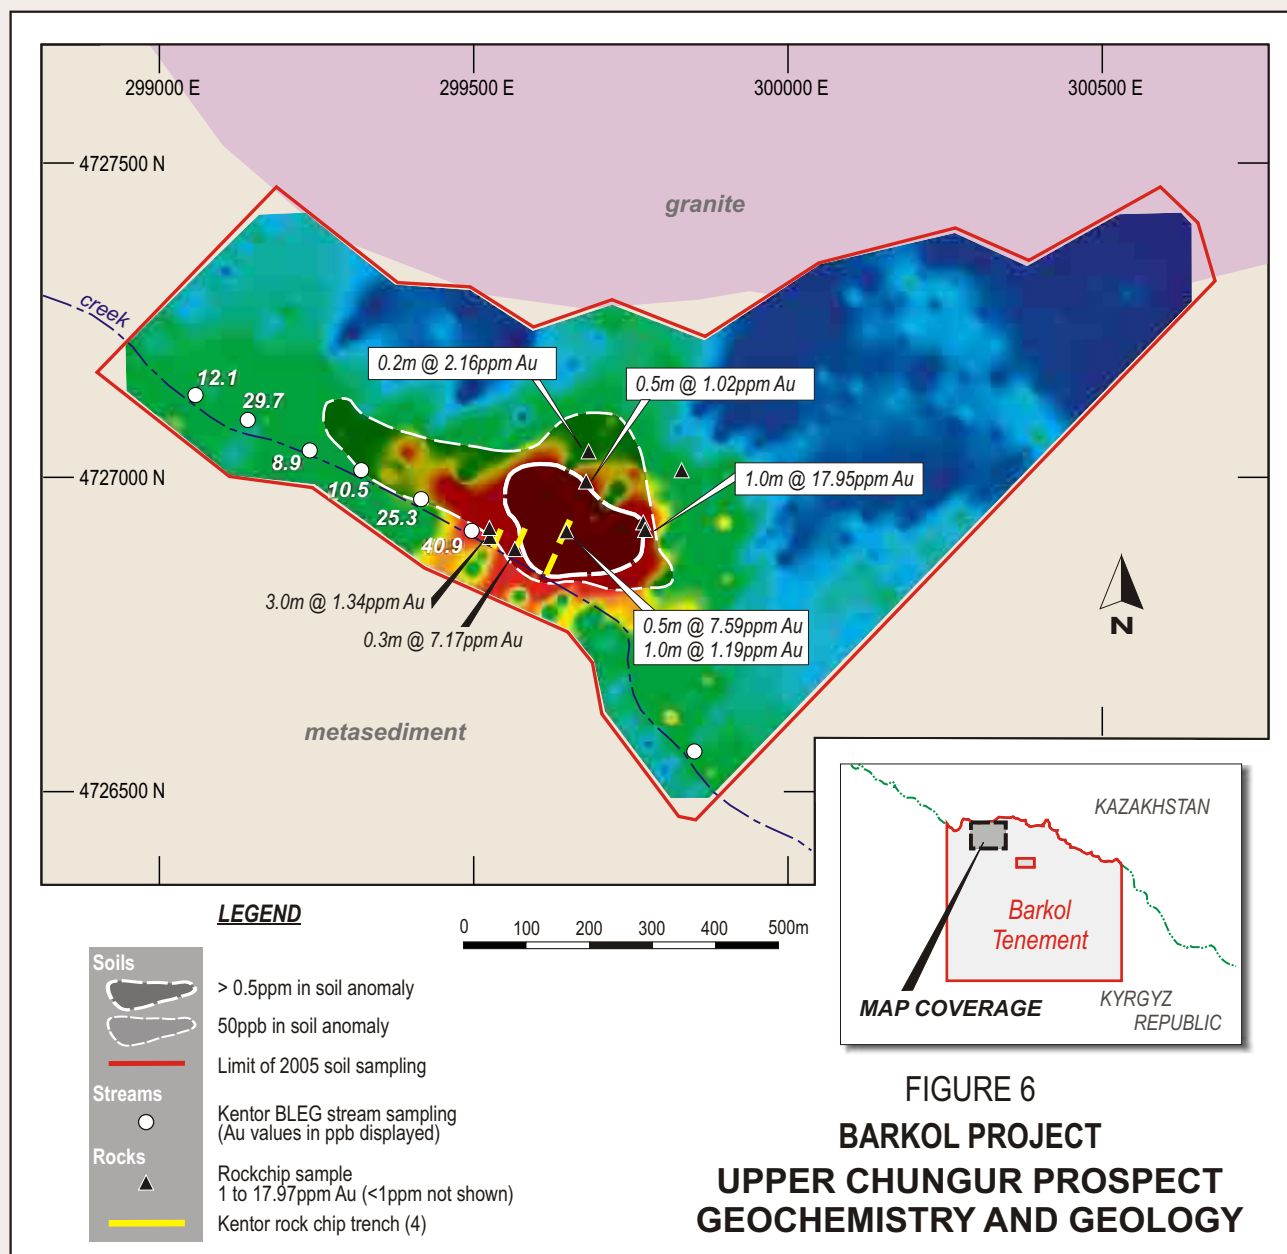 299000 E
299500 E
300000 E
300500 E
4727500 N
granite
creek
0.2m @ 2.16ppm Au
0.5m @ 1.02ppm Au
12.1
29.7
8.9
4727000 N
10.5
1.0m @ 17.95ppm Au
25.3
40.9
3.0m @ 1.34ppm Au
0.3m @ 7.17ppm Au
0.5m @ 7.59ppm Au
1.0m @ 1.19ppm Au
N
metasediment
4726500 N
KAZAKHSTAN
Barkol
Tenement
MAP COVERAGE
KYRGYZ
REPUBLIC
LEGEND
0 100 200 300 400 500m
Soils
> 0.5ppm in soil anomaly
50ppb in soil anomaly
Limit of 2005 soil sampling
Streams
Kentor BLEG stream sampling
(Au values in ppb displayed)
Rocks
Rockchip sample
1 to 17.97ppm Au (<1ppm not shown)
Kentor rock chip trench (4)
FIGURE 6
BARKOL PROJECT
UPPER CHUNGUR PROSPECT
GEOCHEMISTRY AND GEOLOGY